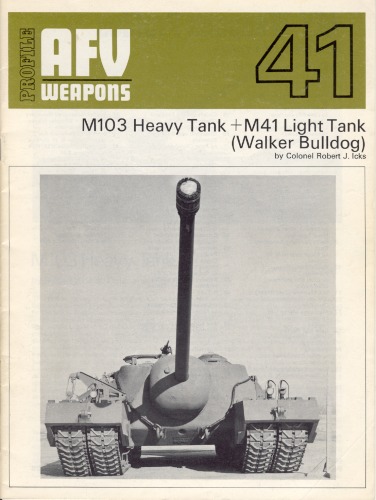 PROFILE
AFV
WEAPONS
41
M103 Heavy Tank + M41 Light Tank
(Walker Bulldog)
by Colonel Robert J. Icks